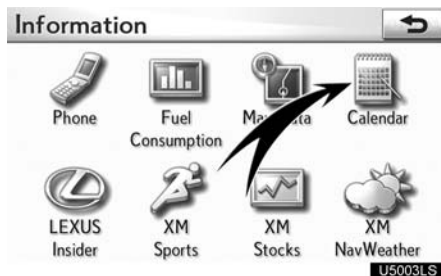 Information
Phone
Fuel
Consumption
Calendar
LEXUS
Insider
XM
Sports
XM
Stocks
XM
NavWeather
U5003LS